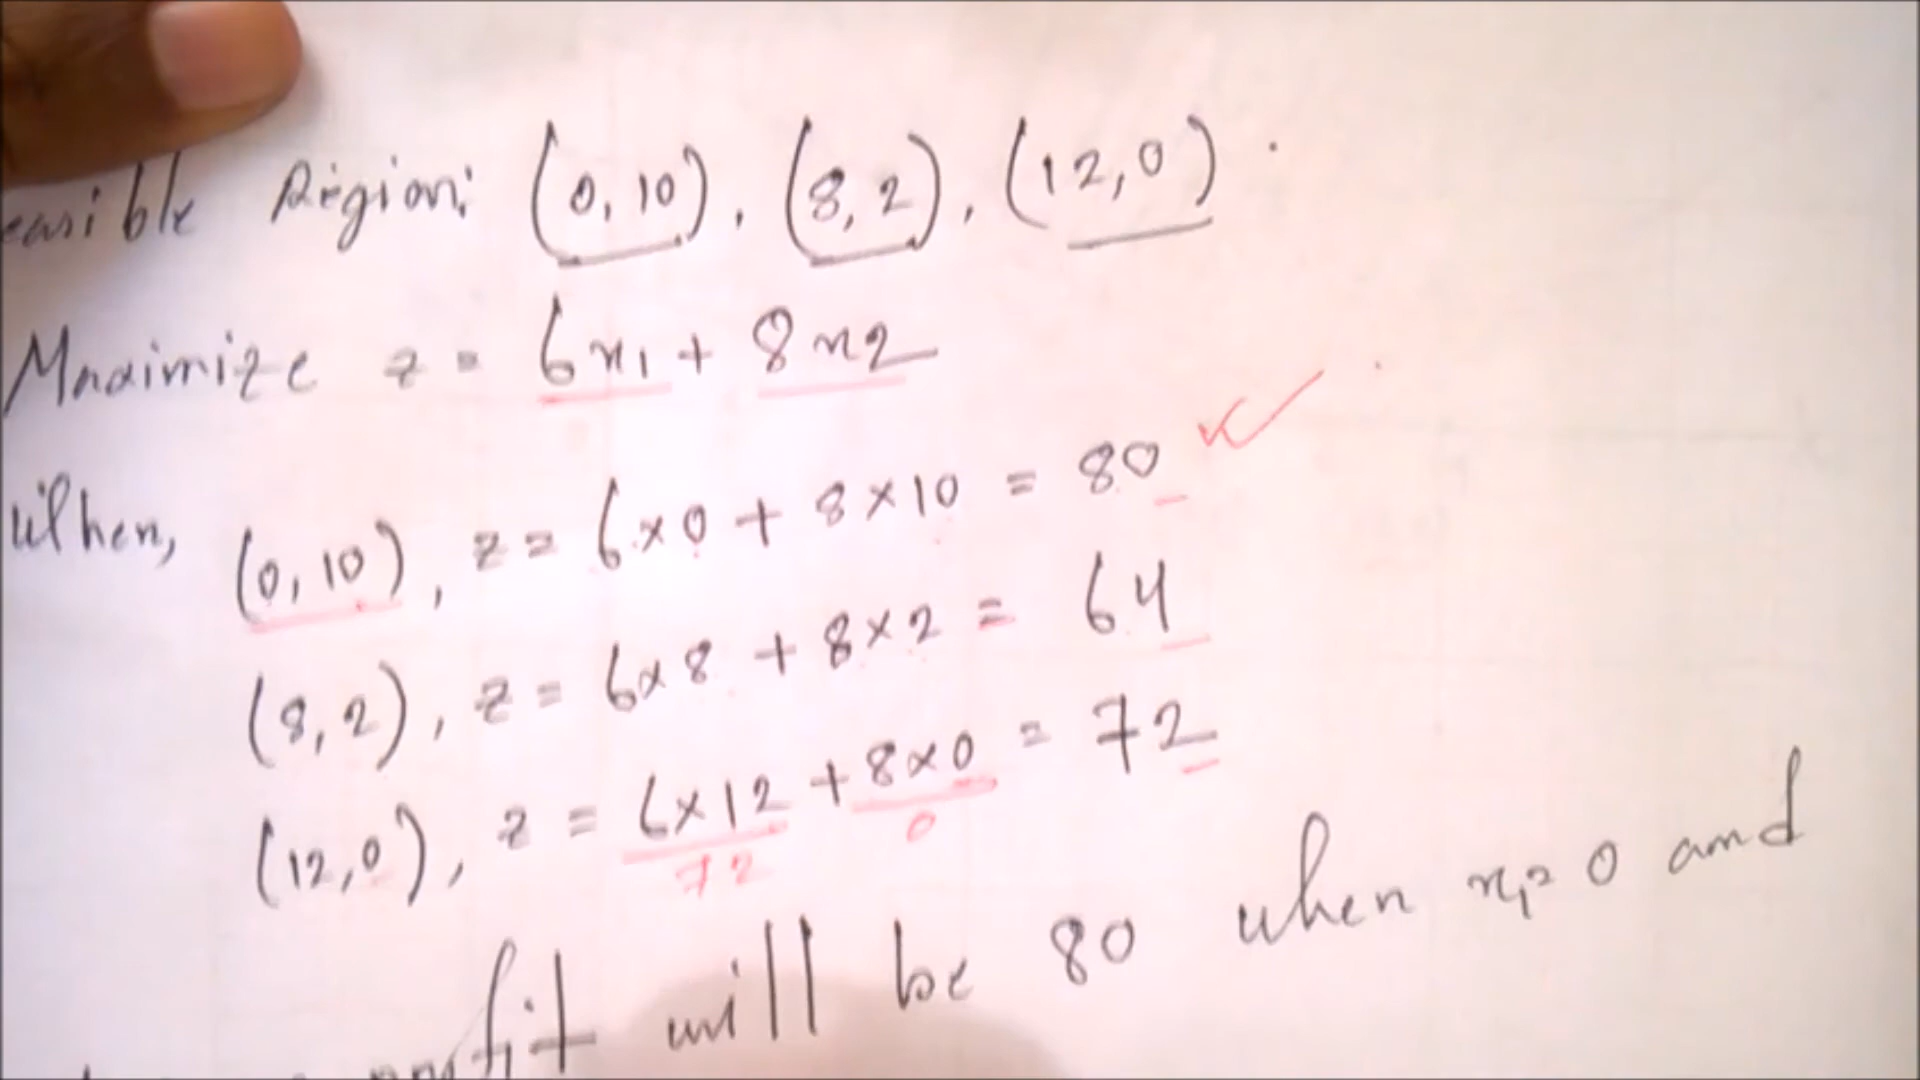 easible Region: (0, 10), (8, 2), (12, 0).
Maximize z = 6x1 + 8x2
When, (0, 10), z = 6×0 + 8×10 = 80 ✓
(8, 2), z = 6×8 + 8×2 = 64
(12, 0), z = 6×12 + 8×0 = 72
72 0
will be 80 when x1 = 0 and